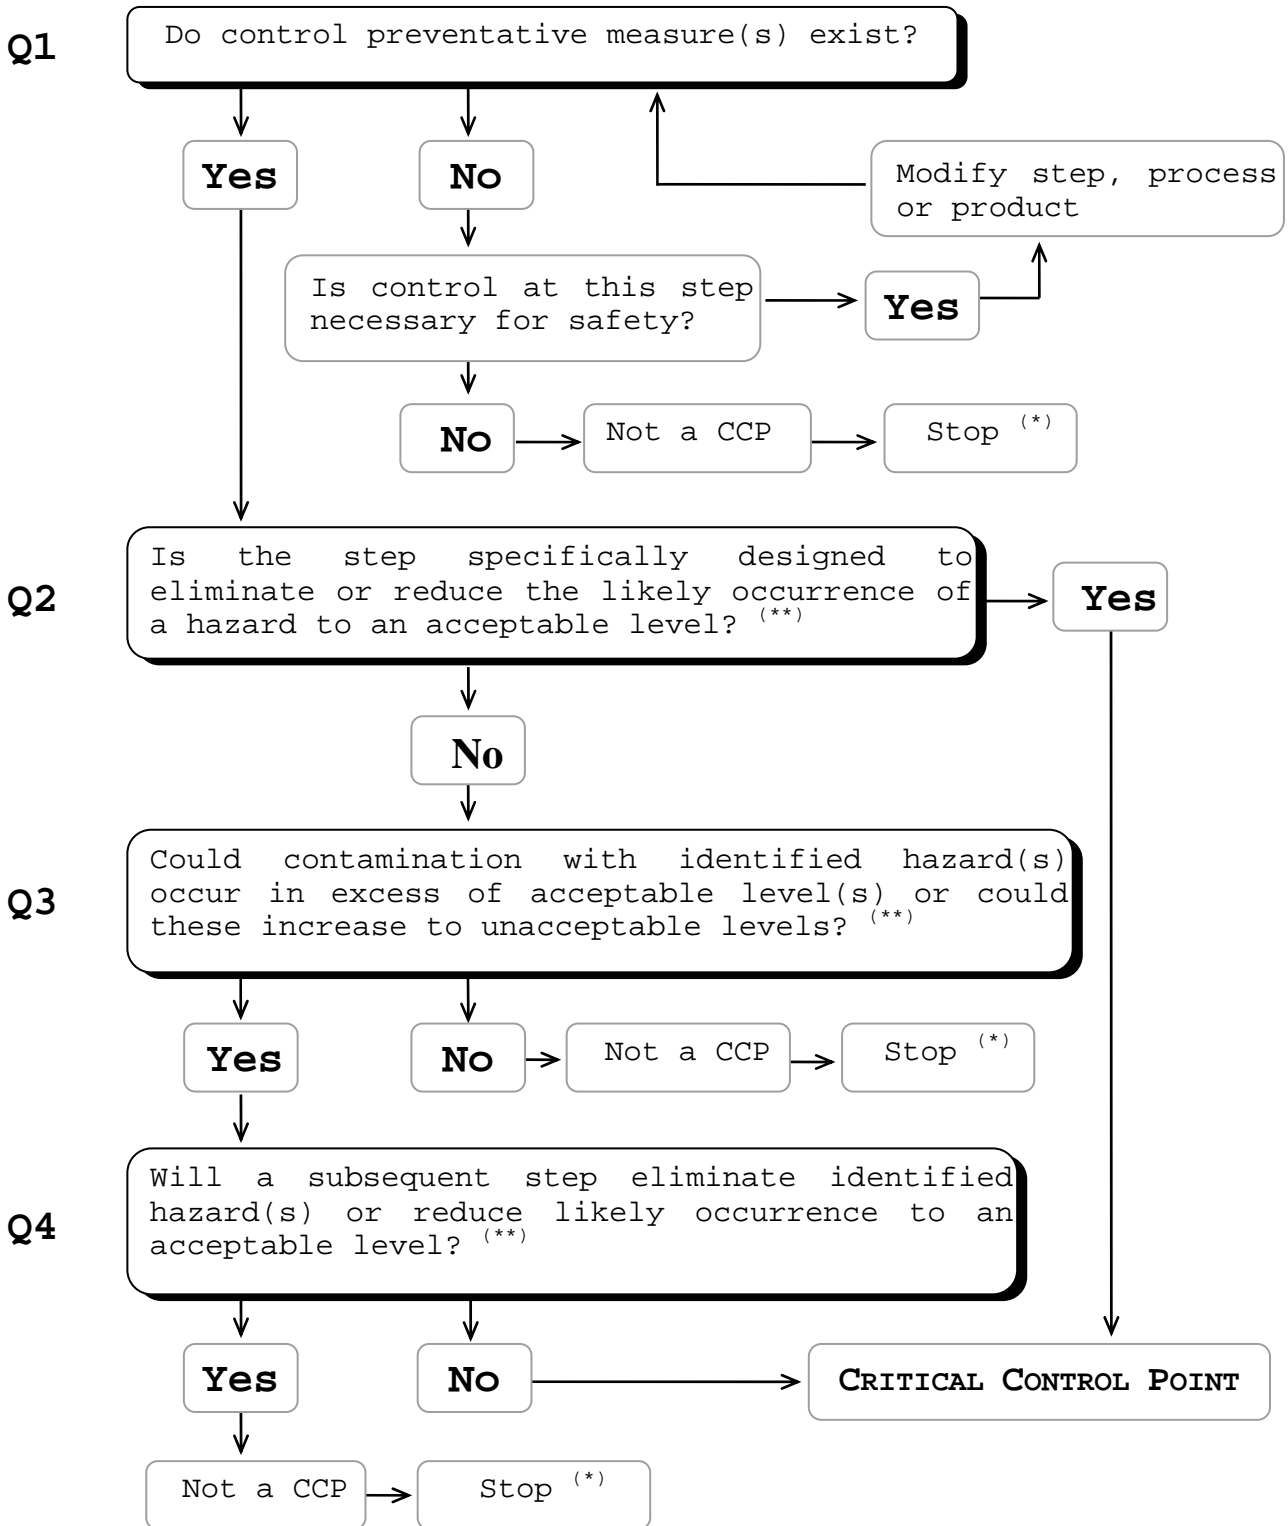 Q1
Do control preventative measure(s) exist?
Yes
No
Modify step, process
or product
Is control at this step
necessary for safety?
Yes
No
Not a CCP
Stop (*)
Q2
Is the step specifically designed to
eliminate or reduce the likely occurrence of
a hazard to an acceptable level? (**)
Yes
No
Q3
Could contamination with identified hazard(s)
occur in excess of acceptable level(s) or could
these increase to unacceptable levels? (**)
Yes
No
Not a CCP
Stop (*)
Q4
Will a subsequent step eliminate identified
hazard(s) or reduce likely occurrence to an
acceptable level? (**)
Yes
No
CRITICAL CONTROL POINT
Not a CCP
Stop (*)